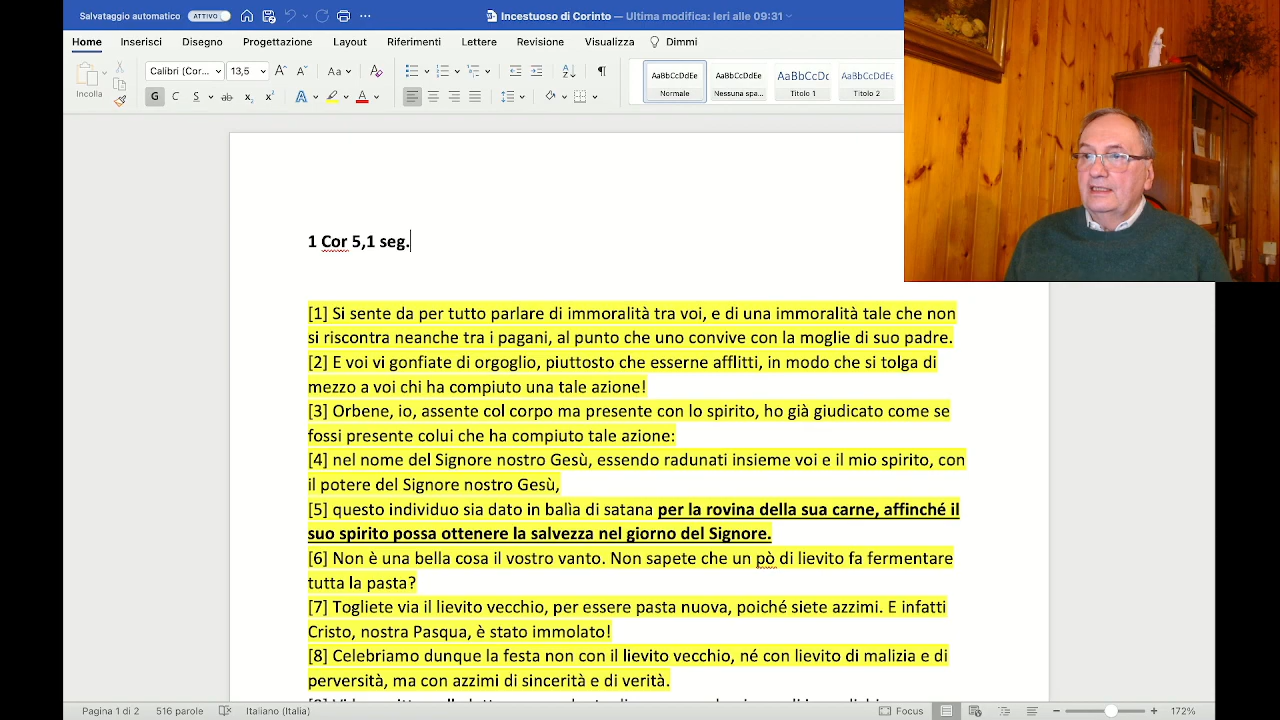 Salvataggio automatico ATTIVO Incestuoso di Corinto — Ultima modifica: Ieri alle 09:31
Home Inserisci Disegno Progettazione Layout Riferimenti Lettere Revisione Visualizza Dimmi
Incolla
Calibri (Cor... 13,5
G C S ab x₂ x²
AaBbCcDdEe AaBbCcDdEe AaBbCcDc AaBbCcDdEe
Normale Nessuna spa... Titolo 1 Titolo 2
1 Cor 5,1 seg.
[1] Si sente da per tutto parlare di immoralità tra voi, e di una immoralità tale che non
si riscontra neanche tra i pagani, al punto che uno convive con la moglie di suo padre.
[2] E voi vi gonfiate di orgoglio, piuttosto che esserne afflitti, in modo che si tolga di
mezzo a voi chi ha compiuto una tale azione!
[3] Orbene, io, assente col corpo ma presente con lo spirito, ho già giudicato come se
fossi presente colui che ha compiuto tale azione:
[4] nel nome del Signore nostro Gesù, essendo radunati insieme voi e il mio spirito, con
il potere del Signore nostro Gesù,
[5] questo individuo sia dato in balìa di satana per la rovina della sua carne, affinché il
suo spirito possa ottenere la salvezza nel giorno del Signore.
[6] Non è una bella cosa il vostro vanto. Non sapete che un pò di lievito fa fermentare
tutta la pasta?
[7] Togliete via il lievito vecchio, per essere pasta nuova, poiché siete azzimi. E infatti
Cristo, nostra Pasqua, è stato immolato!
[8] Celebriamo dunque la festa non con il lievito vecchio, né con lievito di malizia e di
perversità, ma con azzimi di sincerità e di verità.
Pagina 1 di 2 516 parole Italiano (Italia) Focus 172%